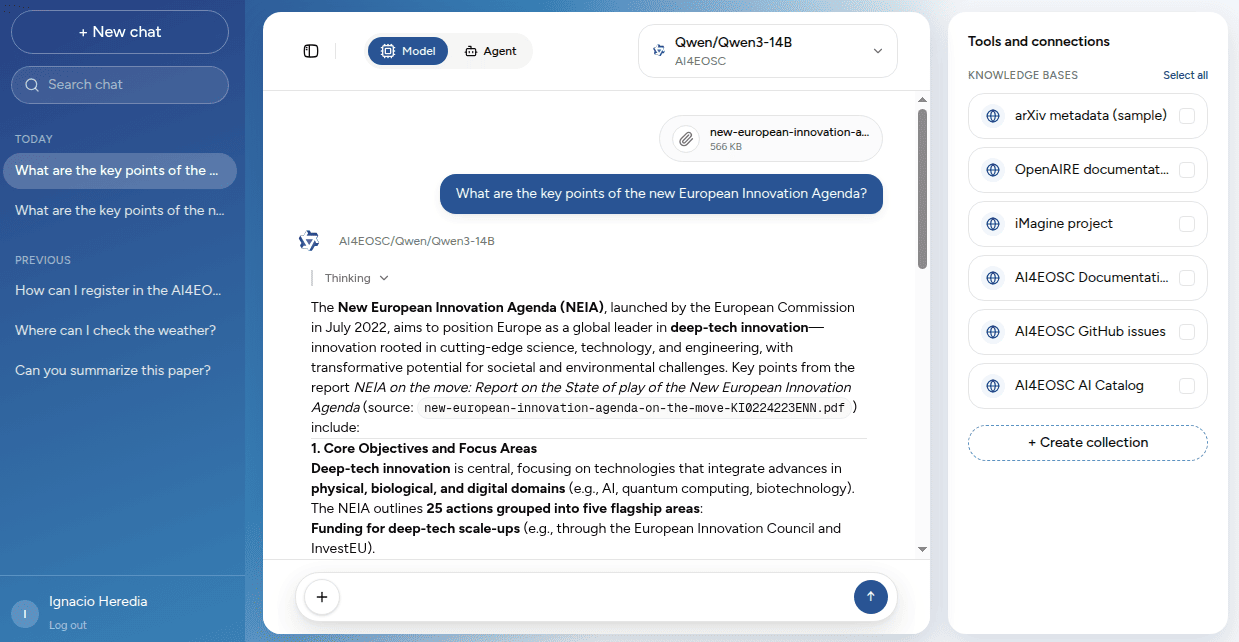 + New chat
Search chat
TODAY
What are the key points of the ...
What are the key points of the n...
PREVIOUS
How can I register in the AI4EO...
Where can I check the weather?
Can you summarize this paper?
I
Ignacio Heredia
Log out
Model
Agent
Qwen/Qwen3-14B
AI4EOSC
new-european-innovation-a...
566 KB
What are the key points of the new European Innovation Agenda?
AI4EOSC/Qwen/Qwen3-14B
Thinking
The New European Innovation Agenda (NEIA), launched by the European Commission
in July 2022, aims to position Europe as a global leader in deep-tech innovation—
innovation rooted in cutting-edge science, technology, and engineering, with
transformative potential for societal and environmental challenges. Key points from the
report NEIA on the move: Report on the State of play of the New European Innovation
Agenda (source: new-european-innovation-agenda-on-the-move-KI0224223ENN.pdf )
include:
1. Core Objectives and Focus Areas
Deep-tech innovation is central, focusing on technologies that integrate advances in
physical, biological, and digital domains (e.g., AI, quantum computing, biotechnology).
The NEIA outlines 25 actions grouped into five flagship areas:
Funding for deep-tech scale-ups (e.g., through the European Innovation Council and
InvestEU).
+
Tools and connections
KNOWLEDGE BASES
Select all
arXiv metadata (sample)
OpenAIRE documentat...
iMagine project
AI4EOSC Documentati...
AI4EOSC GitHub issues
AI4EOSC AI Catalog
+ Create collection